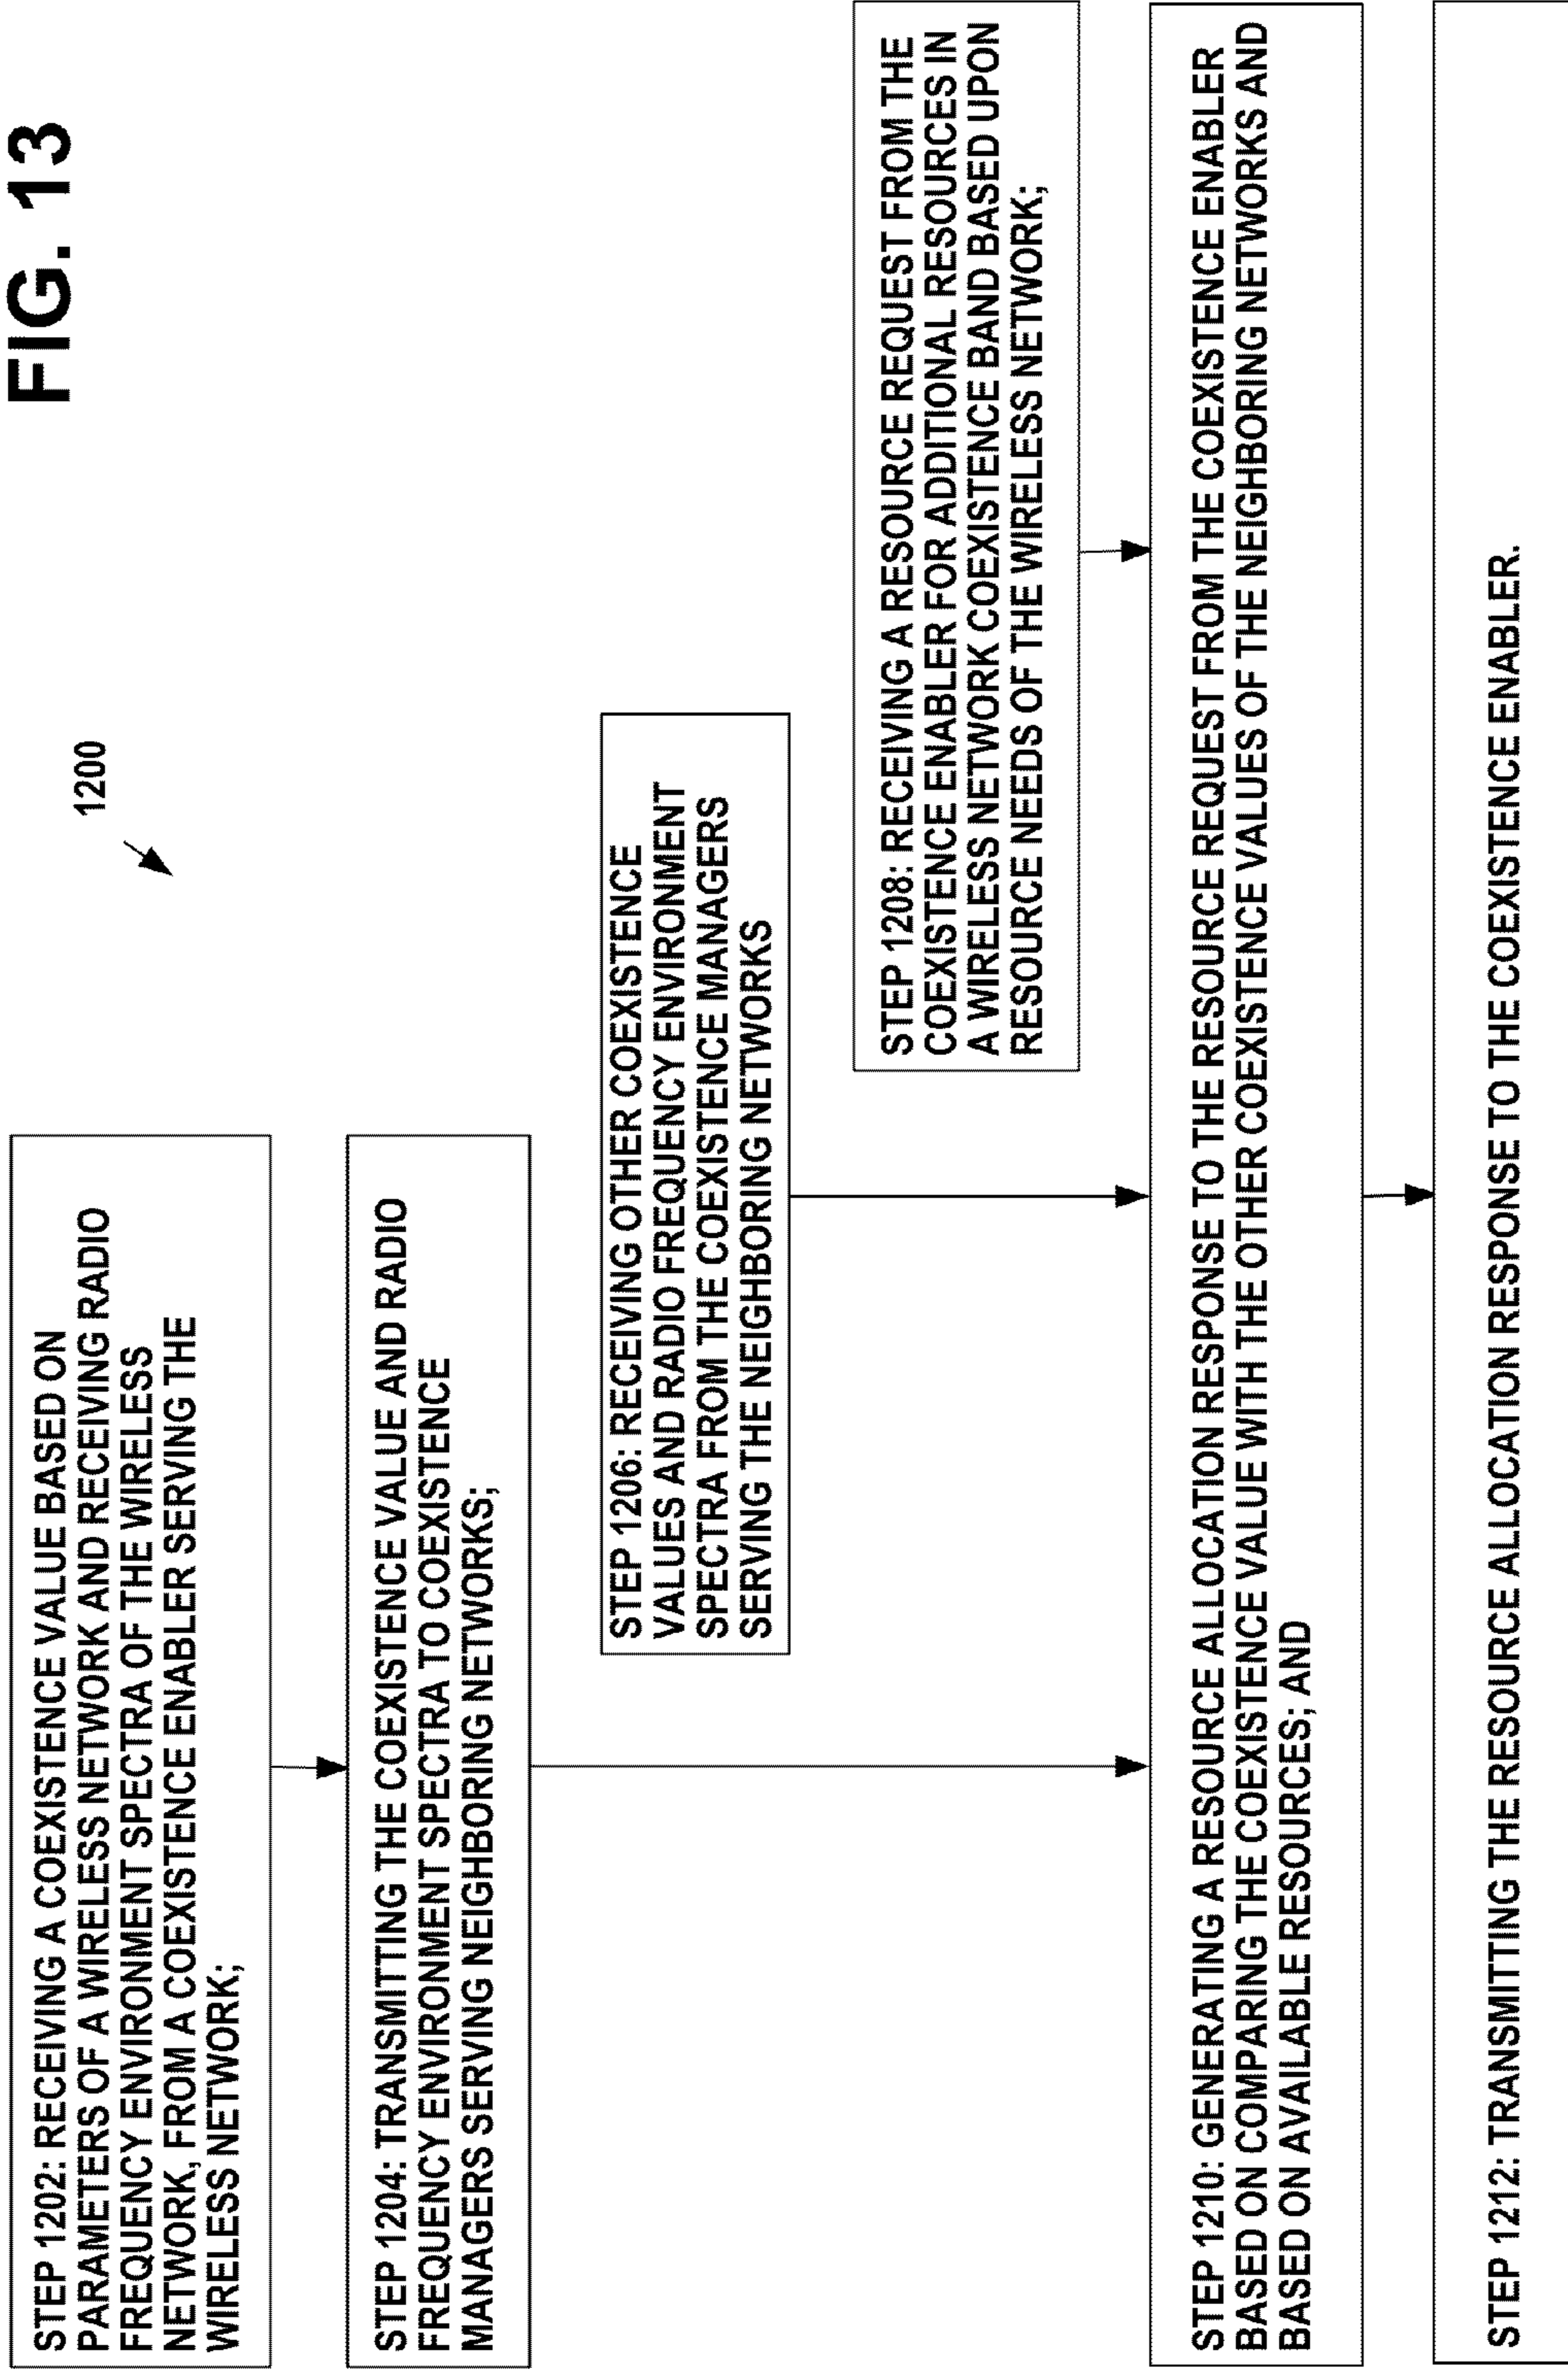 FIG. 13
1200
STEP 1202: RECEIVING A COEXISTENCE VALUE BASED ON
PARAMETERS OF A WIRELESS NETWORK AND RECEIVING RADIO
FREQUENCY ENVIRONMENT SPECTRA OF THE WIRELESS
NETWORK, FROM A COEXISTENCE ENABLER SERVING THE
WIRELESS NETWORK;
STEP 1204: TRANSMITTING THE COEXISTENCE VALUE AND RADIO
FREQUENCY ENVIRONMENT SPECTRA TO COEXISTENCE
MANAGERS SERVING NEIGHBORING NETWORKS;
STEP 1206: RECEIVING OTHER COEXISTENCE
VALUES AND RADIO FREQUENCY ENVIRONMENT
SPECTRA FROM THE COEXISTENCE MANAGERS
SERVING THE NEIGHBORING NETWORKS
STEP 1208: RECEIVING A RESOURCE REQUEST FROM THE
COEXISTENCE ENABLER FOR ADDITIONAL RESOURCES IN
A WIRELESS NETWORK COEXISTENCE BAND BASED UPON
RESOURCE NEEDS OF THE WIRELESS NETWORK;
STEP 1210: GENERATING A RESOURCE ALLOCATION RESPONSE TO THE RESOURCE REQUEST FROM THE COEXISTENCE ENABLER
BASED ON COMPARING THE COEXISTENCE VALUE WITH THE OTHER COEXISTENCE VALUES OF THE NEIGHBORING NETWORKS AND
BASED ON AVAILABLE RESOURCES; AND
STEP 1212: TRANSMITTING THE RESOURCE ALLOCATION RESPONSE TO THE COEXISTENCE ENABLER.